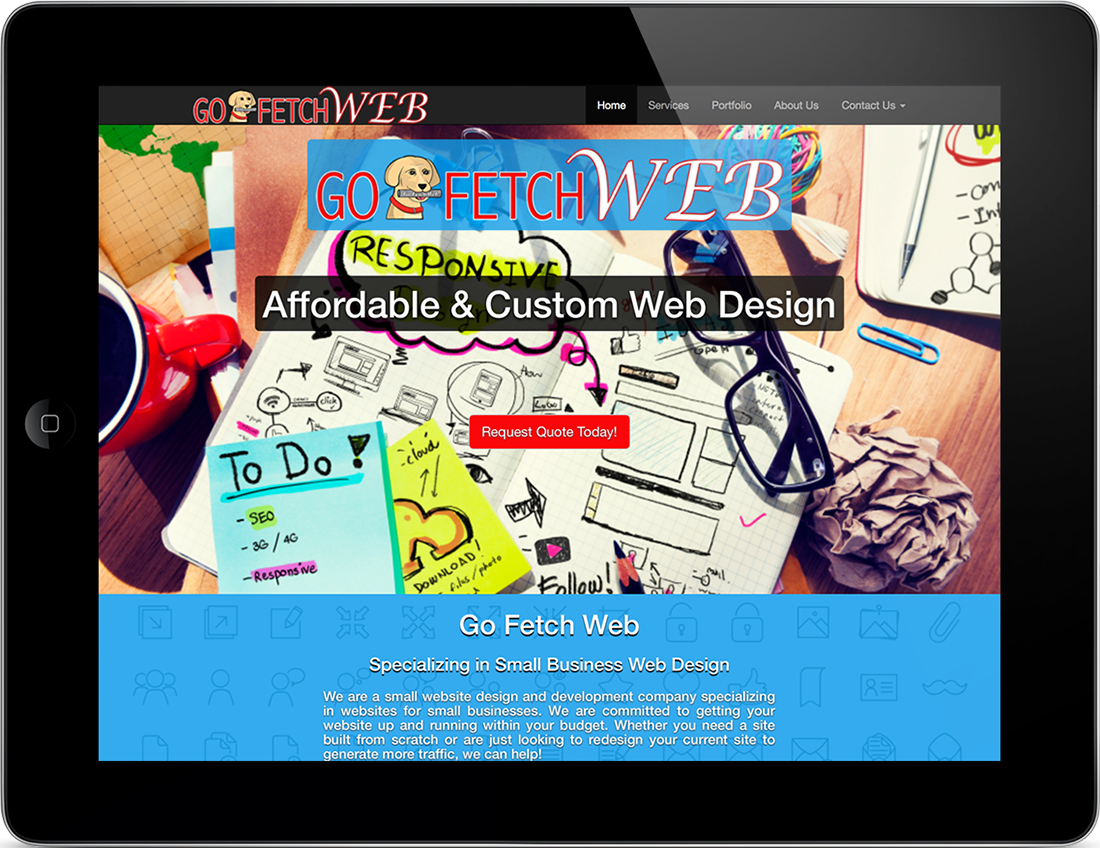 GO FETCH WEB
Home Services Portfolio About Us Contact Us
GO FETCH WEB
RESPONSIVE
Affordable & Custom Web Design
How
click
Request Quote Today!
To Do !
- SEO
- 3G / 4G
- Responsive
- cloud
DOWNLOAD!
files / photo
Follow!
Go Fetch Web
Specializing in Small Business Web Design
We are a small website design and development company specializing
in websites for small businesses. We are committed to getting your
website up and running within your budget. Whether you need a site
built from scratch or are just looking to redesign your current site to
generate more traffic, we can help!